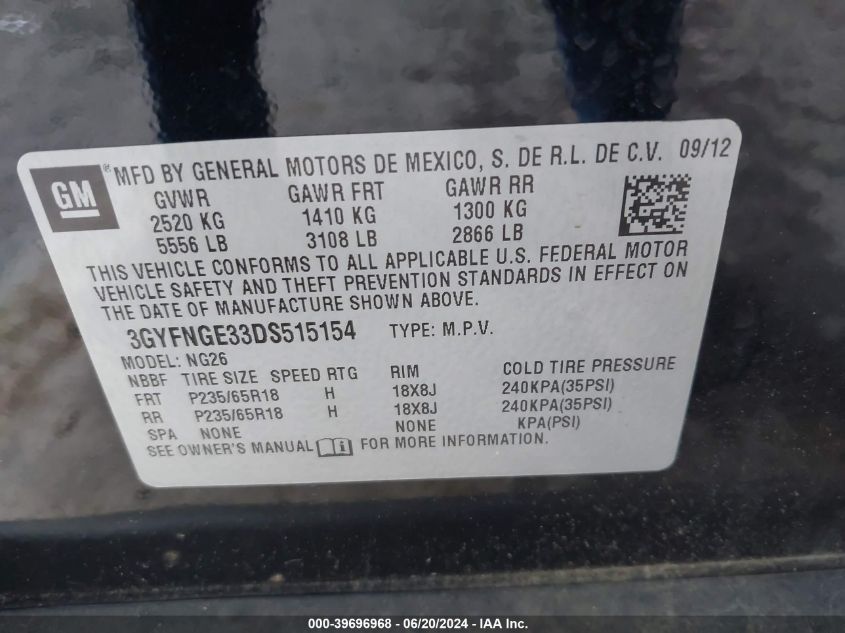 GM
® MFD BY GENERAL MOTORS DE MEXICO, S. DE R.L. DE C.V. 09/12
GVWR GAWR FRT GAWR RR
2520 KG 1410 KG 1300 KG
5556 LB 3108 LB 2866 LB
THIS VEHICLE CONFORMS TO ALL APPLICABLE U.S. FEDERAL MOTOR
VEHICLE SAFETY AND THEFT PREVENTION STANDARDS IN EFFECT ON
THE DATE OF MANUFACTURE SHOWN ABOVE.
3GYFNGE33DS515154 TYPE: M.P.V.
MODEL: NG26
NBBF TIRE SIZE SPEED RTG RIM COLD TIRE PRESSURE
FRT P235/65R18 H 18X8J 240KPA(35PSI)
RR P235/65R18 H 18X8J 240KPA(35PSI)
SPA NONE NONE KPA(PSI)
SEE OWNER'S MANUAL i FOR MORE INFORMATION.
000-39696968 - 06/20/2024 - IAA Inc.